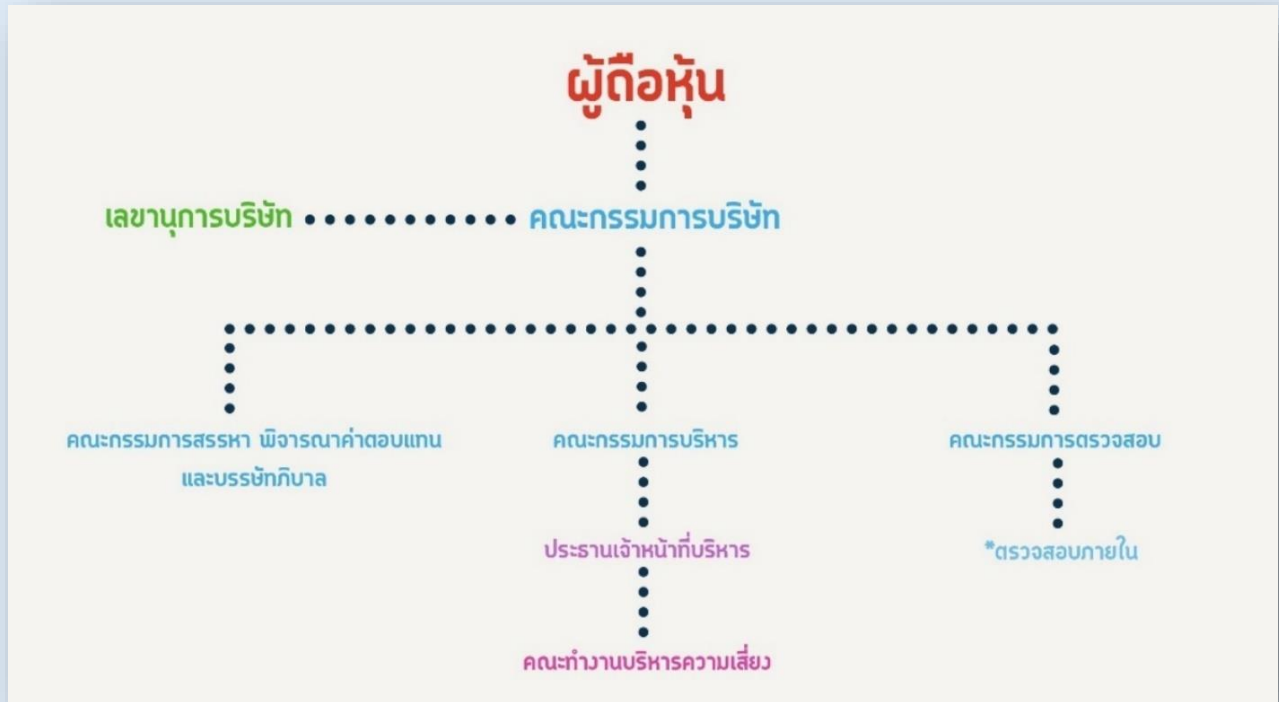 ผู้ถือหุ้น
เลขานุการบริษัท
คณะกรรมการบริษัท
คณะกรรมการสรรหา พิจารณาค่าตอบแทน
และบรรษัทภิบาล
คณะกรรมการบริหาร
คณะกรรมการตรวจสอบ
ประธานเจ้าหน้าที่บริหาร
*ตรวจสอบภายใน
คณะทำงานบริหารความเสี่ยง